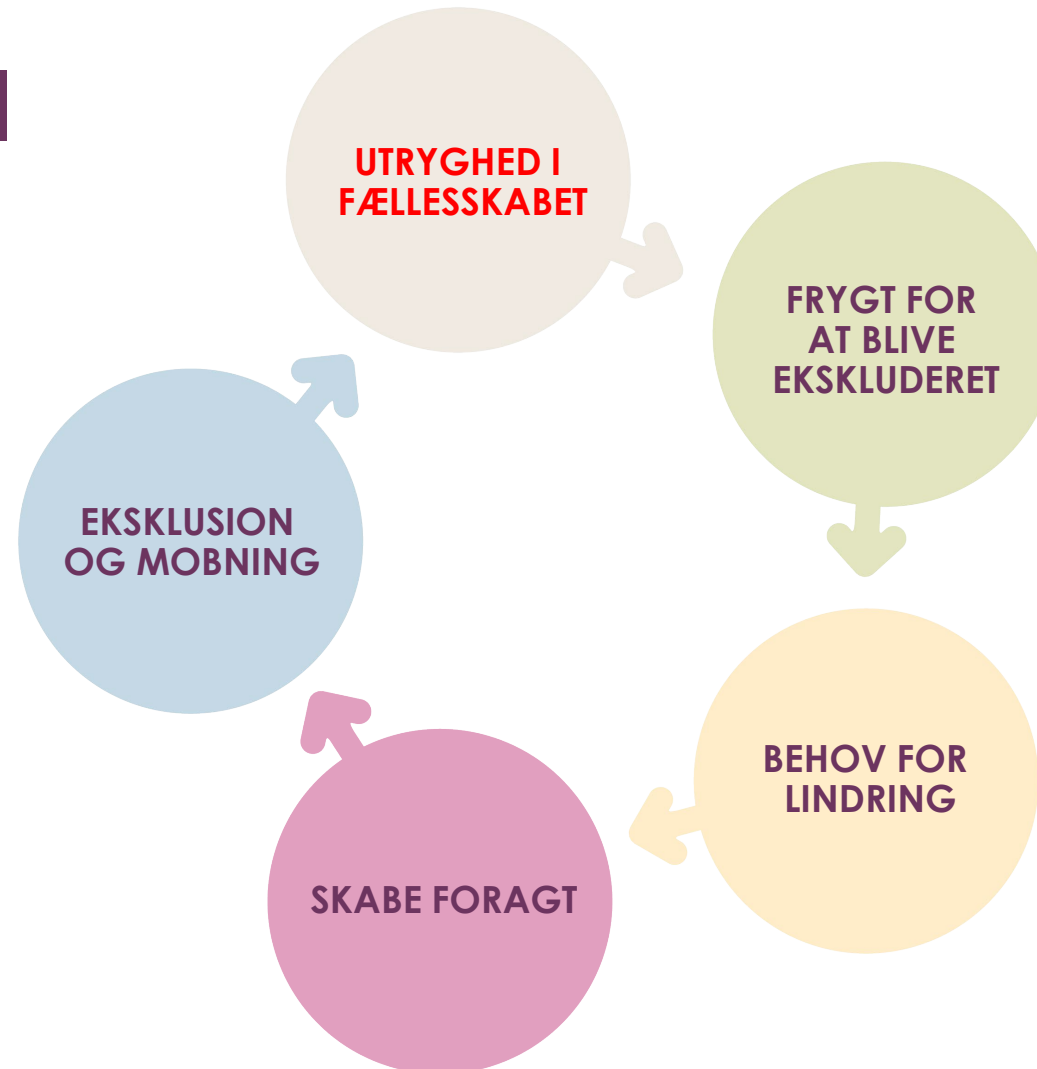 UTRYGHED I
FÆLLESSKABET
FRYGT FOR
AT BLIVE
EKSKLUDERET
BEHOV FOR
LINDRING
SKABE FORAGT
EKSKLUSION
OG MOBNING